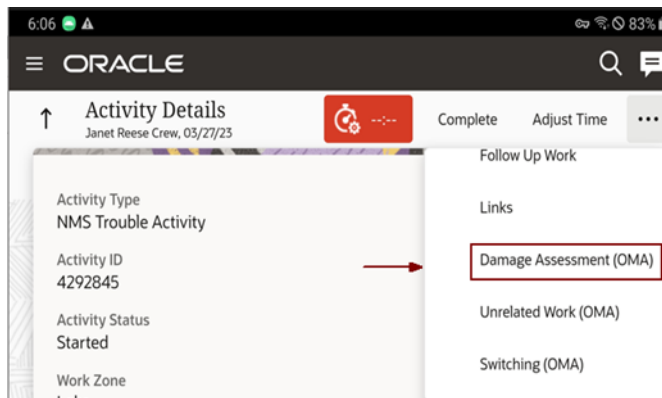 6:06 83%
ORACLE
Activity Details
Janet Reese Crew, 03/27/23
--:--
Complete
Adjust Time
Activity Type
NMS Trouble Activity
Activity ID
4292845
Activity Status
Started
Work Zone
Follow Up Work
Links
Damage Assessment (OMA)
Unrelated Work (OMA)
Switching (OMA)